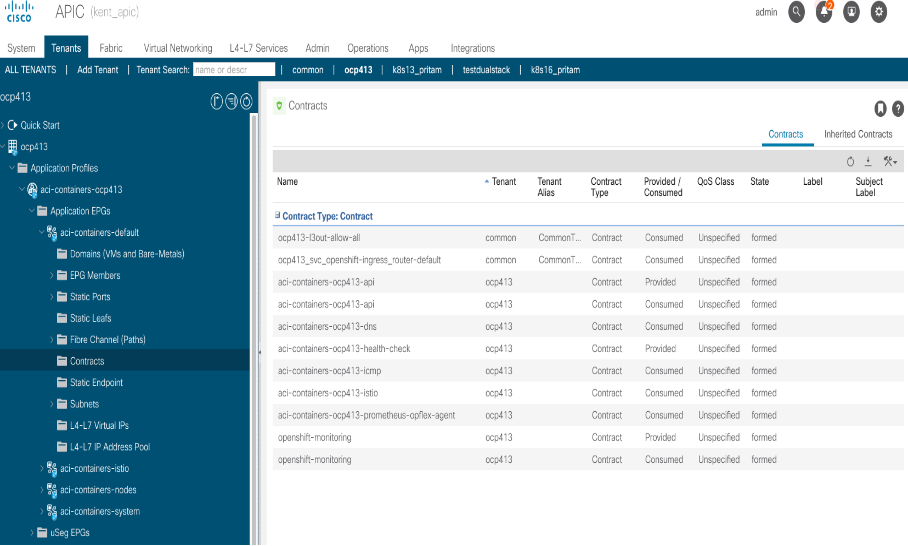 CISCO APIC (kent_apic) admin 2
System Tenants Fabric Virtual Networking L4-L7 Services Admin Operations Apps Integrations
ALL TENANTS | Add Tenant | Tenant Search: name or descr | common | ocp413 | k8s13_pritam | testdualstack | k8s16_pritam
ocp413
Quick Start
ocp413
Application Profiles
aci-containers-ocp413
Application EPGs
aci-containers-default
Domains (VMs and Bare-Metals)
EPG Members
Static Ports
Static Leafs
Fibre Channel (Paths)
Contracts
Static Endpoint
Subnets
L4-L7 Virtual IPs
L4-L7 IP Address Pool
aci-containers-istio
aci-containers-nodes
aci-containers-system
uSeg EPGs
Contracts
Contracts Inherited Contracts
Name Tenant Tenant Alias Contract Type Provided / Consumed QoS Class State Label Subject Label
Contract Type: Contract
ocp413-l3out-allow-all common CommonT... Contract Consumed Unspecified formed
ocp413_svc_openshift-ingress_router-default common CommonT... Contract Consumed Unspecified formed
aci-containers-ocp413-api ocp413 Contract Provided Unspecified formed
aci-containers-ocp413-api ocp413 Contract Consumed Unspecified formed
aci-containers-ocp413-dns ocp413 Contract Consumed Unspecified formed
aci-containers-ocp413-health-check ocp413 Contract Provided Unspecified formed
aci-containers-ocp413-icmp ocp413 Contract Consumed Unspecified formed
aci-containers-ocp413-istio ocp413 Contract Consumed Unspecified formed
aci-containers-ocp413-prometheus-opflex-agent ocp413 Contract Consumed Unspecified formed
openshift-monitoring ocp413 Contract Provided Unspecified formed
openshift-monitoring ocp413 Contract Consumed Unspecified formed